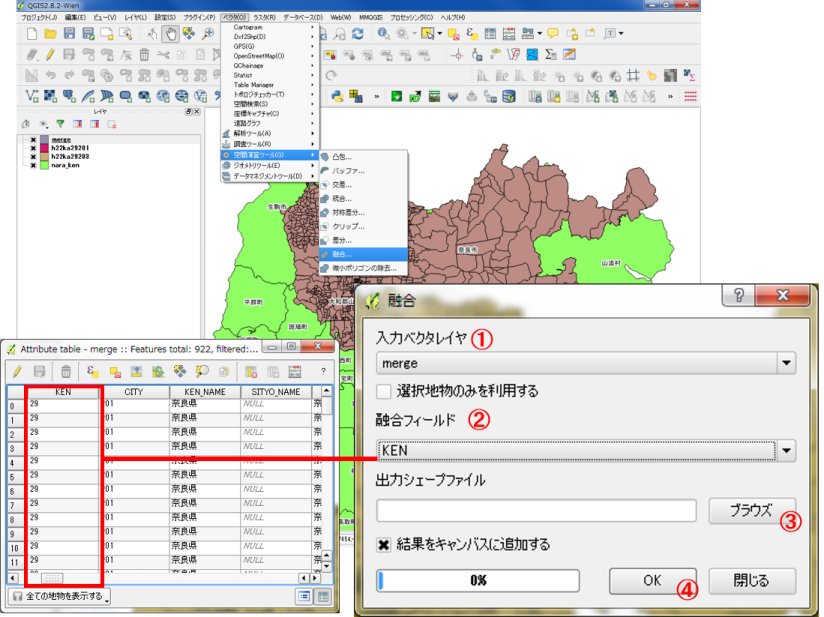 QGIS2.8.2-Wien
プロジェクト(J) 編集(E) ビュー(V) レイヤ(L) 設定(S) プラグイン(P) ベクタ(O) ラスタ(R) データベース(D) Web(W) MMQGIS プロセッシング(C) ヘルプ(H)
Cartogram
Dxf2Shp(D)
GPS(G)
OpenStreetMap(O)
QChainage
Statist
Table Manager
トポロジチェッカー(T)
空間検索(S)
座標キャプチャ(C)
道路グラフ
解析ツール(A)
調査ツール(R)
空間演算ツール(G)
ジオメトリツール(E)
データマネジメントツール(D)
凸包...
バッファ...
交差...
統合...
対称差分...
クリップ...
差分...
融合...
微小ポリゴンの除去...
レイヤ
merge
h22ka29201
h22ka29203
nara_ken
生駒市
奈良市
山添村
平群町
大和郡山
斑鳩町
Attribute table - merge :: Features total: 922, filtered:...
KEN CITY KEN_NAME SITYO_NAME
0 29 201 奈良県 NULL 奈
1 29 201 奈良県 NULL 奈
2 29 201 奈良県 NULL 奈
3 29 201 奈良県 NULL 奈
4 29 201 奈良県 NULL 奈
5 29 201 奈良県 NULL 奈
6 29 201 奈良県 NULL 奈
7 29 201 奈良県 NULL 奈
8 29 201 奈良県 NULL 奈
9 29 201 奈良県 NULL 奈
10 29 201 奈良県 NULL 奈
11 29 201 奈良県 NULL 奈
全ての地物を表示する
融合
入力ベクタレイヤ ①
merge
選択地物のみを利用する
融合フィールド ②
KEN
出力シェープファイル
ブラウズ ③
結果をキャンバスに追加する
0% OK ④ 閉じる